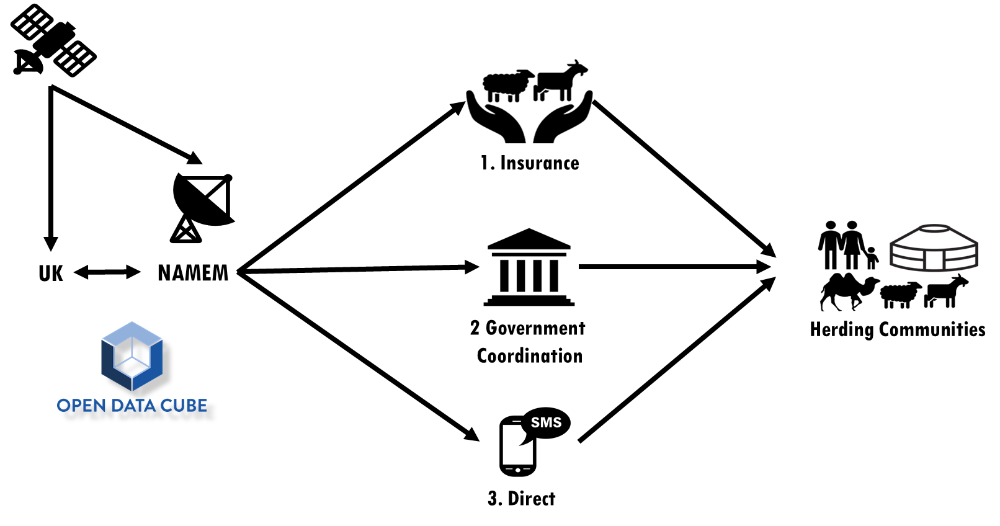 1. Insurance
UK
NAMEM
2 Government
Coordination
Herding Communities
OPEN DATA CUBE
SMS
3. Direct